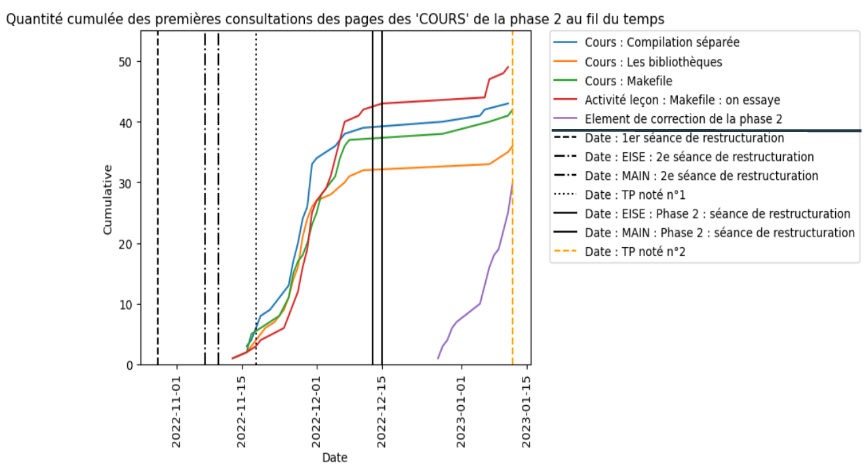 Quantité cumulée des premières consultations des pages des 'COURS' de la phase 2 au fil du temps
Cumulative
50
40
30
20
10
0
2022-11-01
2022-11-15
2022-12-01
2022-12-15
2023-01-01
2023-01-15
Date
Cours : Compilation séparée
Cours : Les bibliothèques
Cours : Makefile
Activité leçon : Makefile : on essaye
Element de correction de la phase 2
Date : 1er séance de restructuration
Date : EISE : 2e séance de restructuration
Date : MAIN : 2e séance de restructuration
Date : TP noté n°1
Date : EISE : Phase 2 : séance de restructuration
Date : MAIN : Phase 2 : séance de restructuration
Date : TP noté n°2